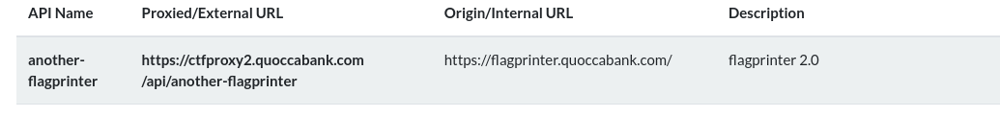 API Name Proxied/External URL Origin/Internal URL Description
another- https://ctfproxy2.quoccabank.com https://flagprinter.quoccabank.com/ flagprinter 2.0
flagprinter /api/another-flagprinter